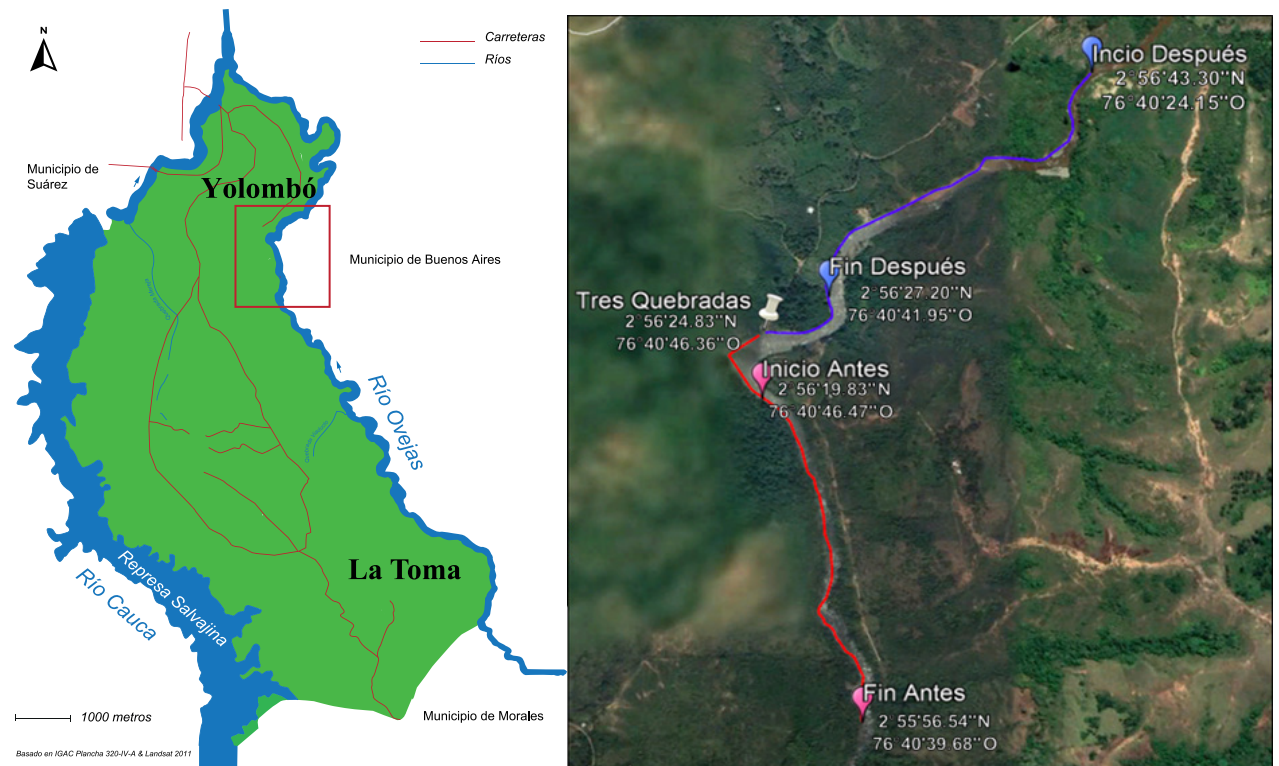 N
Carreteras
Ríos
Municipio de
Suárez
Yolombó
Municipio de Buenos Aires
Río Ovejas
La Toma
Represa Salvajina
Río Cauca
1000 metros
Municipio de Morales
Basado en IGAC Plancha 320-IV-A & Landsat 2011
Incio Después
2°56'43.30''N
76°40'24.15''O
Fin Después
2°56'27.20''N
76°40'41.95''O
Tres Quebradas
2°56'24.83''N
76°40'46.36''O
Inicio Antes
2°56'19.83''N
76°40'46.47''O
Fin Antes
2°55'56.54''N
76°40'39.68''O